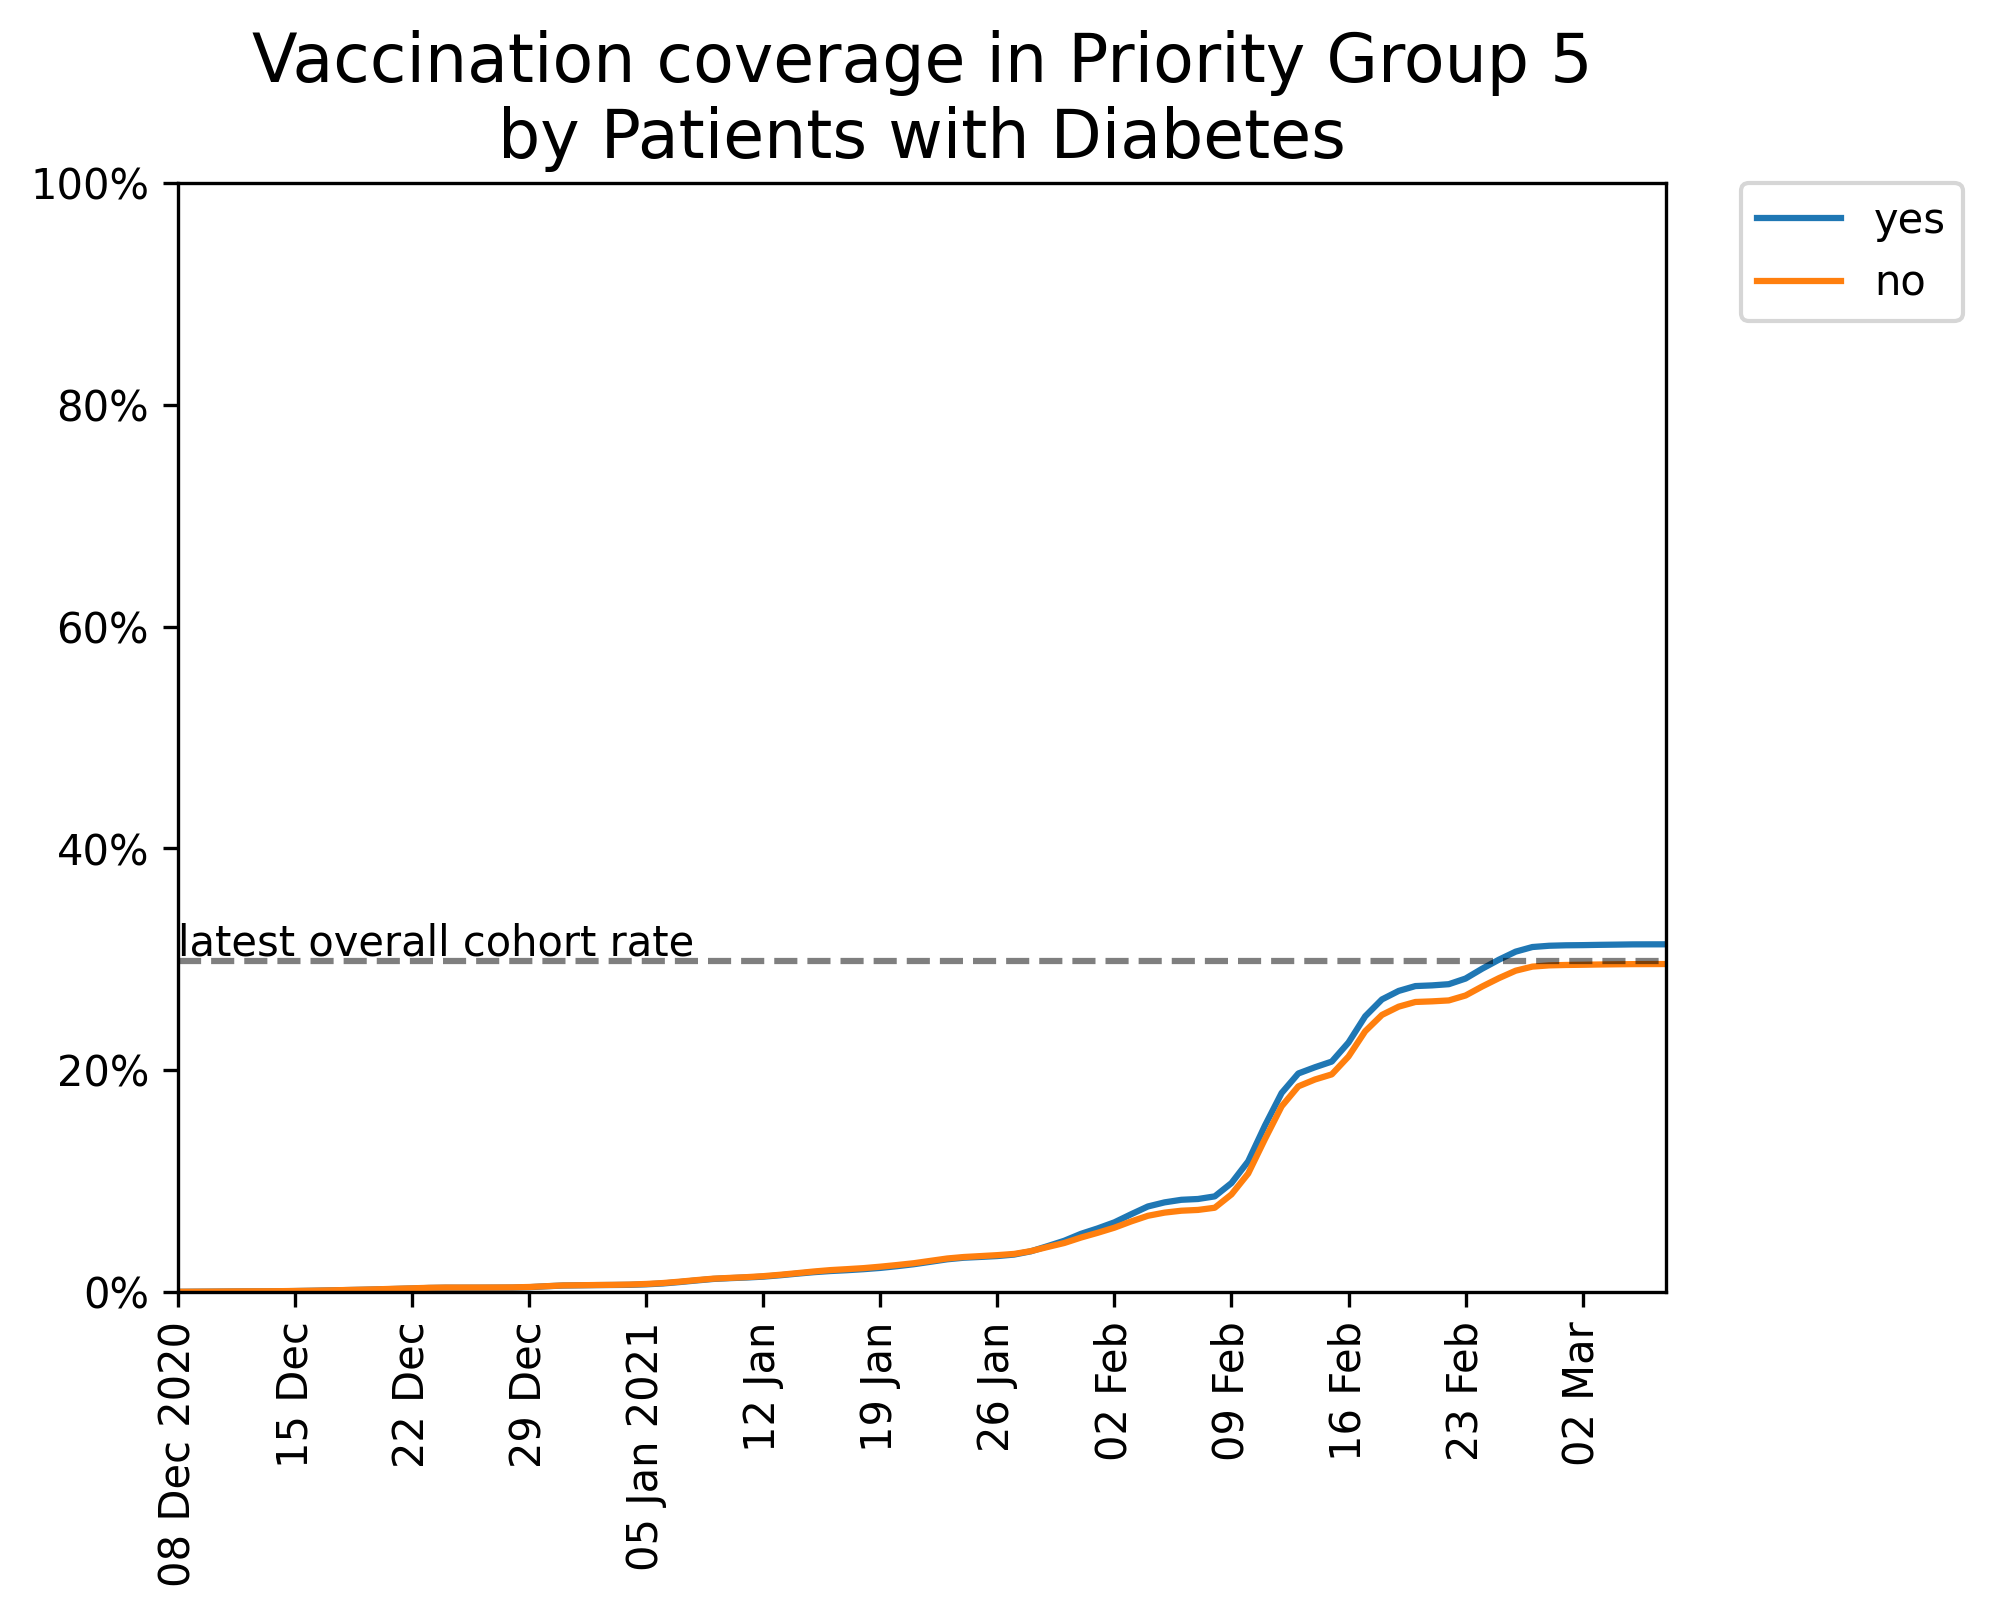 Vaccination coverage in Priority Group 5
by Patients with Diabetes
100%
80%
60%
40%
20%
0%
latest overall cohort rate
yes
no
08 Dec 2020
15 Dec
22 Dec
29 Dec
05 Jan 2021
12 Jan
19 Jan
26 Jan
02 Feb
09 Feb
16 Feb
23 Feb
02 Mar